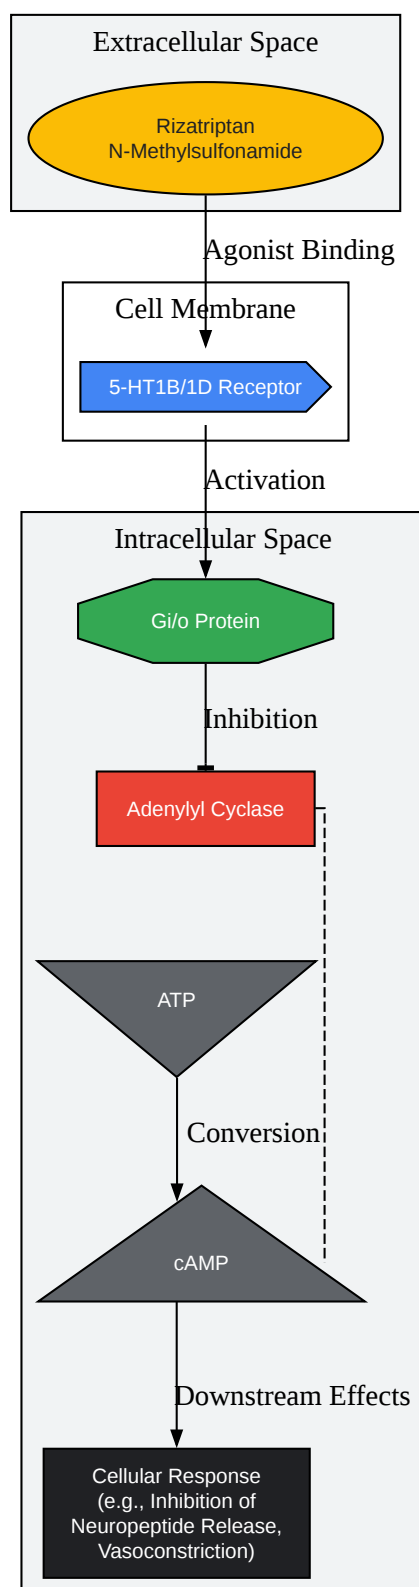 Extracellular Space
Rizatriptan
N-Methylsulfonamide
Agonist Binding
Cell Membrane
5-HT1B/1D Receptor
Activation
Intracellular Space
Gi/o Protein
Inhibition
Adenylyl Cyclase
ATP
Conversion
cAMP
Downstream Effects
Cellular Response
(e.g., Inhibition of
Neuropeptide Release,
Vasoconstriction)